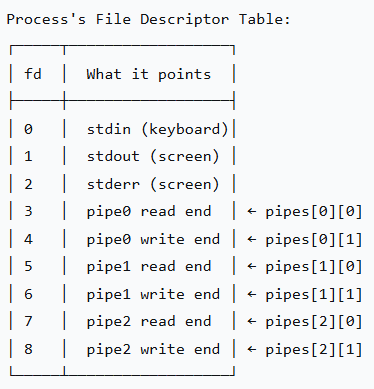 Process's File Descriptor Table:
┌─────┬──────────────────┐
│ fd  │  What it points  │
├─────┼──────────────────┤
│ 0   │  stdin (keyboard)│
│ 1   │  stdout (screen) │
│ 2   │  stderr (screen) │
│ 3   │  pipe0 read end  │ ← pipes[0][0]
│ 4   │  pipe0 write end │ ← pipes[0][1]
│ 5   │  pipe1 read end  │ ← pipes[1][0]
│ 6   │  pipe1 write end │ ← pipes[1][1]
│ 7   │  pipe2 read end  │ ← pipes[2][0]
│ 8   │  pipe2 write end │ ← pipes[2][1]
└─────┴──────────────────┘